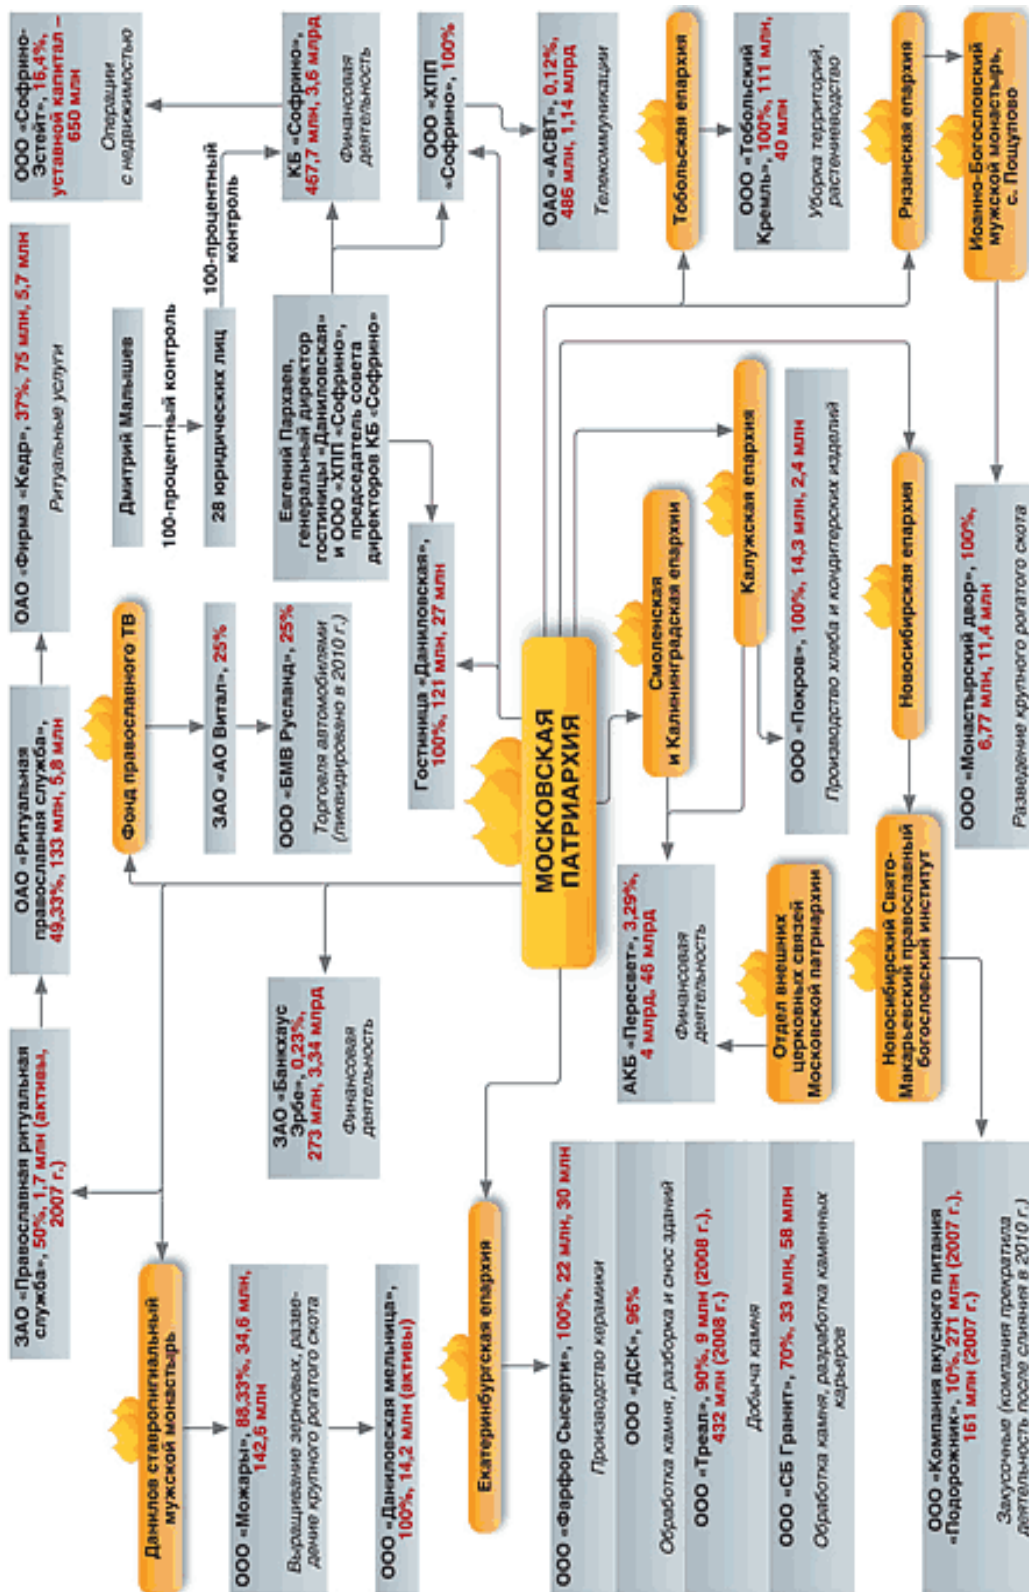 ЗАО «Православная ритуальная
служба», 50%, 1,7 млн (активы,
2007 г.)
ОАО «Ритуальная
православная служба»,
49,33%, 133 млн, 5,8 млн
ОАО «Фирма «Кедр», 37%, 75 млн, 5,7 млн
Ритуальные услуги
ООО «Софрино-
Эстейт», 16,4%,
уставной капитал –
650 млн
Операции
с недвижимостью
Данилов ставропигиальный
мужской монастырь
Фонд православного ТВ
Дмитрий Малышев
100-процентный контроль
28 юридических лиц
100-процентный
контроль
ООО «Можары», 88,33%, 34,6 млн,
142,6 млн
Выращивание зерновых, разве-
дение крупного рогатого скота
ЗАО «АО Витал», 25%
ООО «БМВ Русланд», 25%
Торговля автомобилями
(ликвидировано в 2010 г.)
Евгений Пархаев,
генеральный директор
гостиницы «Даниловская»
и ООО «ХПП «Софрино»,
председатель совета
директоров КБ «Софрино»
КБ «Софрино»,
467,7 млн, 3,6 млрд
Финансовая
деятельность
ООО «Даниловская мельница»,
100%, 14,2 млн (активы)
ЗАО «Банкхаус
Эрбе», 0,23%,
273 млн, 3,34 млрд
Финансовая
деятельность
Гостиница «Даниловская»,
100%, 121 млн, 27 млн
ООО «ХПП
«Софрино», 100%
Екатеринбургская епархия
МОСКОВСКАЯ
ПАТРИАРХИЯ
ОАО «АСВТ», 0,12%,
486 млн, 1,14 млрд
Телекоммуникации
ООО «Фарфор Сысерти», 100%, 22 млн, 30 млн
Производство керамики
ООО «ДСК», 96%
Обработка камня, разборка и снос зданий
ООО «Треал», 90%, 9 млн (2008 г.),
432 млн (2008 г.)
Добыча камня
ООО «СБ Гранит», 70%, 33 млн, 58 млн
Обработка камня, разработка каменных
карьеров
АКБ «Пересвет», 3,29%,
4 млрд, 46 млрд
Финансовая
деятельность
Смоленская
и Калининградская епархии
Тобольская епархия
ООО «Тобольский
Кремль», 100%, 111 млн,
40 млн
Уборка территорий,
растениеводство
Отдел внешних
церковных связей
Московской патриархии
Калужская епархия
ООО «Покров», 100%, 14,3 млн, 2,4 млн
Производство хлеба и кондитерских изделий
Новосибирский Свято-
Макарьевский православный
богословский институт
Новосибирская епархия
Рязанская епархия
Иоанно-Богословский
мужской монастырь,
с. Пощупово
ООО «Компания вкусного питания
«Подорожник», 10%, 271 млн (2007 г.),
161 млн (2007 г.)
Закусочные (компания прекратила
деятельность после слияния в 2010 г.)
ООО «Монастырский двор», 100%,
6,77 млн, 11,4 млн
Разведение крупного рогатого скота